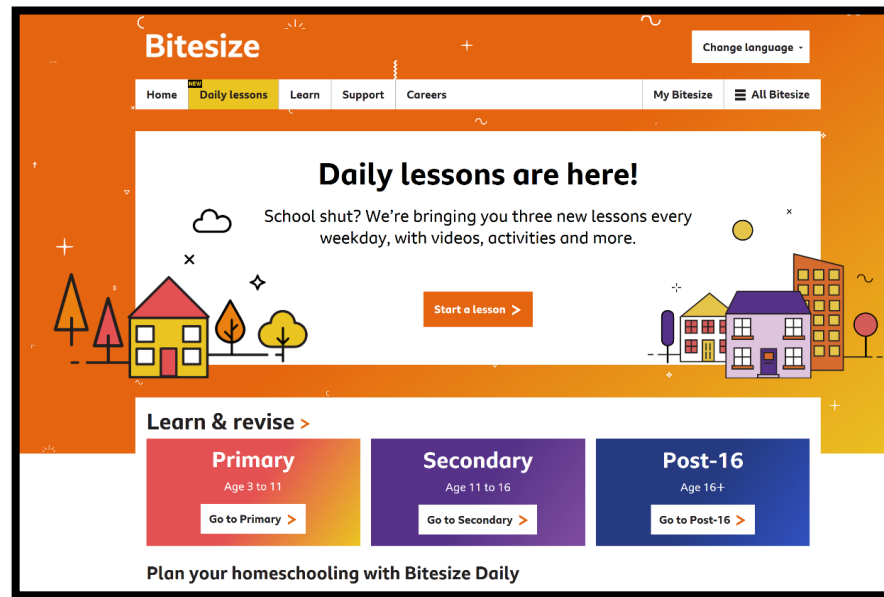 Bitesize
Change language
Home
NEW
Daily lessons
Learn
Support
Careers
My Bitesize
All Bitesize
Daily lessons are here!
School shut? We’re bringing you three new lessons every
weekday, with videos, activities and more.
Start a lesson >
Learn & revise >
Primary
Age 3 to 11
Go to Primary >
Secondary
Age 11 to 16
Go to Secondary >
Post-16
Age 16+
Go to Post-16 >
Plan your homeschooling with Bitesize Daily